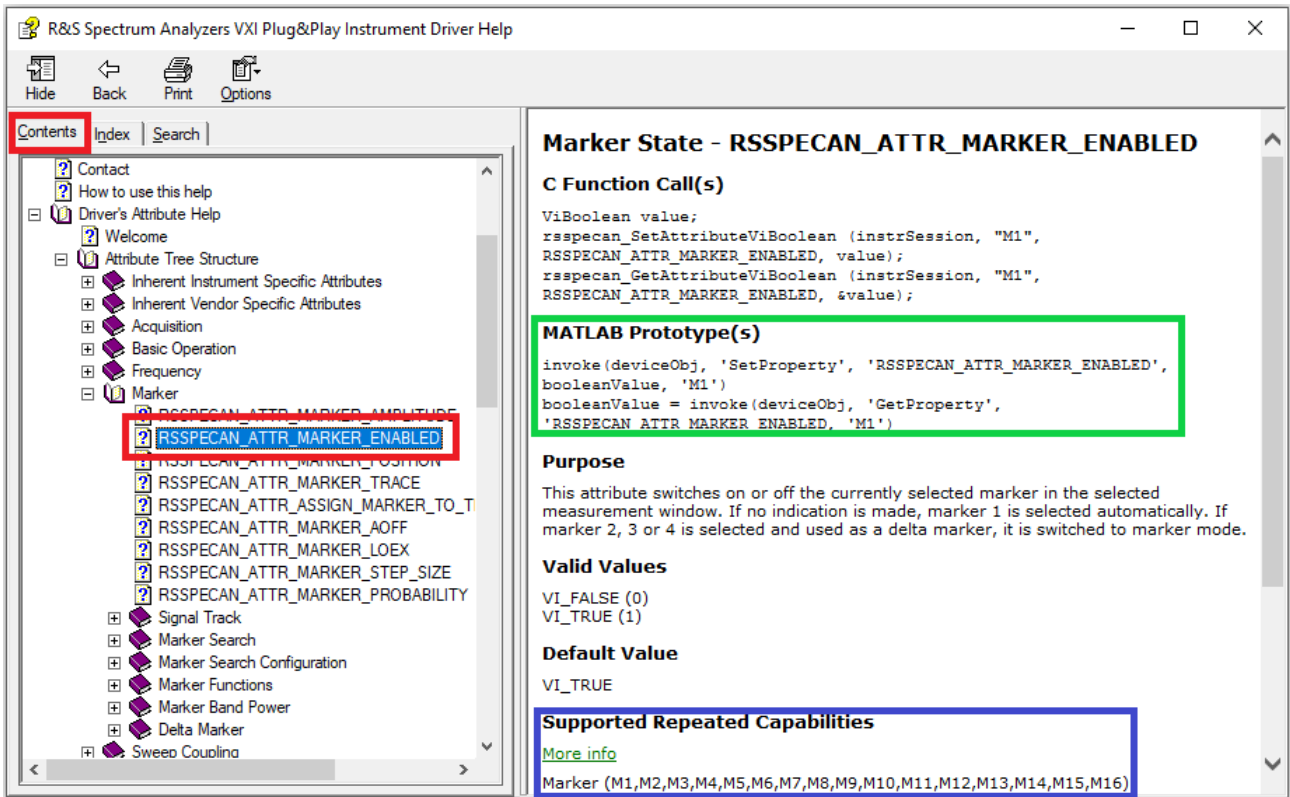 R&S Spectrum Analyzers VXI Plug&Play Instrument Driver Help
Hide Back Print Options
Contents Index Search
Contact
How to use this help
Driver's Attribute Help
Welcome
Attribute Tree Structure
Inherent Instrument Specific Attributes
Inherent Vendor Specific Attributes
Acquisition
Basic Operation
Frequency
Marker
RSSPECAN_ATTR_MARKER_AMPLITUDE
RSSPECAN_ATTR_MARKER_ENABLED
RSSPECAN_ATTR_MARKER_POSITION
RSSPECAN_ATTR_MARKER_TRACE
RSSPECAN_ATTR_ASSIGN_MARKER_TO_T
RSSPECAN_ATTR_MARKER_AOFF
RSSPECAN_ATTR_MARKER_LOEX
RSSPECAN_ATTR_MARKER_STEP_SIZE
RSSPECAN_ATTR_MARKER_PROBABILITY
Signal Track
Marker Search
Marker Search Configuration
Marker Functions
Marker Band Power
Delta Marker
Sweep Coupling
Marker State - RSSPECAN_ATTR_MARKER_ENABLED
C Function Call(s)
ViBoolean value;
rsspecan_SetAttributeViBoolean (instrSession, "M1",
RSSPECAN_ATTR_MARKER_ENABLED, value);
rsspecan_GetAttributeViBoolean (instrSession, "M1",
RSSPECAN_ATTR_MARKER_ENABLED, &value);
MATLAB Prototype(s)
invoke(deviceObj, 'SetProperty', 'RSSPECAN_ATTR_MARKER_ENABLED',
booleanValue, 'M1')
booleanValue = invoke(deviceObj, 'GetProperty',
'RSSPECAN_ATTR_MARKER_ENABLED, 'M1')
Purpose
This attribute switches on or off the currently selected marker in the selected
measurement window. If no indication is made, marker 1 is selected automatically. If
marker 2, 3 or 4 is selected and used as a delta marker, it is switched to marker mode.
Valid Values
VI_FALSE (0)
VI_TRUE (1)
Default Value
VI_TRUE
Supported Repeated Capabilities
More info
Marker (M1,M2,M3,M4,M5,M6,M7,M8,M9,M10,M11,M12,M13,M14,M15,M16)